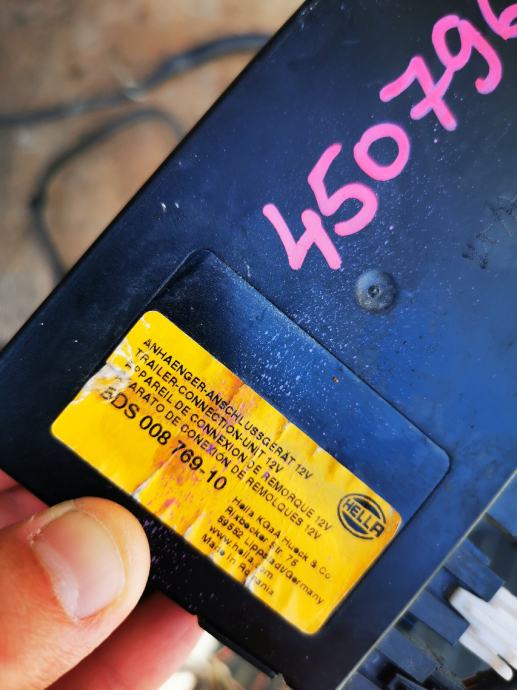 450796
ANHAENGER-ANSCHLUSSGERÄT 12V
TRAILER-CONNECTION-UNIT 12V
APPAREIL DE CONNEXION DE REMORQUE 12V
ARATO DE CONEXION DE REMOLQUES 12V
5DS 008 769-10
HELLA
Hella KGaA Hueck & Co
Rixbecker Str. 75
59552 Lippstadt/Germany
www.hella.com
Made in Romania